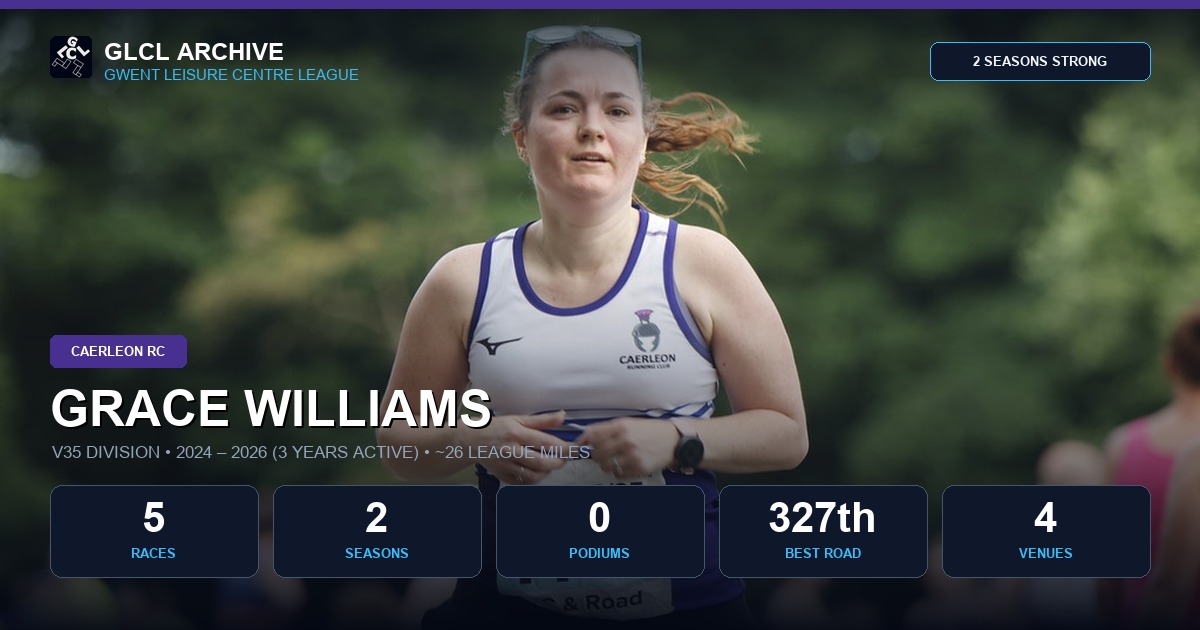 GLCL ARCHIVE
GWENT LEISURE CENTRE LEAGUE
2 SEASONS STRONG
CAERLEON
RUNNING CLUB
CAERLEON RC
GRACE WILLIAMS
V35 DIVISION • 2024 – 2026 (3 YEARS ACTIVE) • ~26 LEAGUE MILES
5
RACES
2
SEASONS
0
PODIUMS
327th
BEST ROAD
4
VENUES
& Road